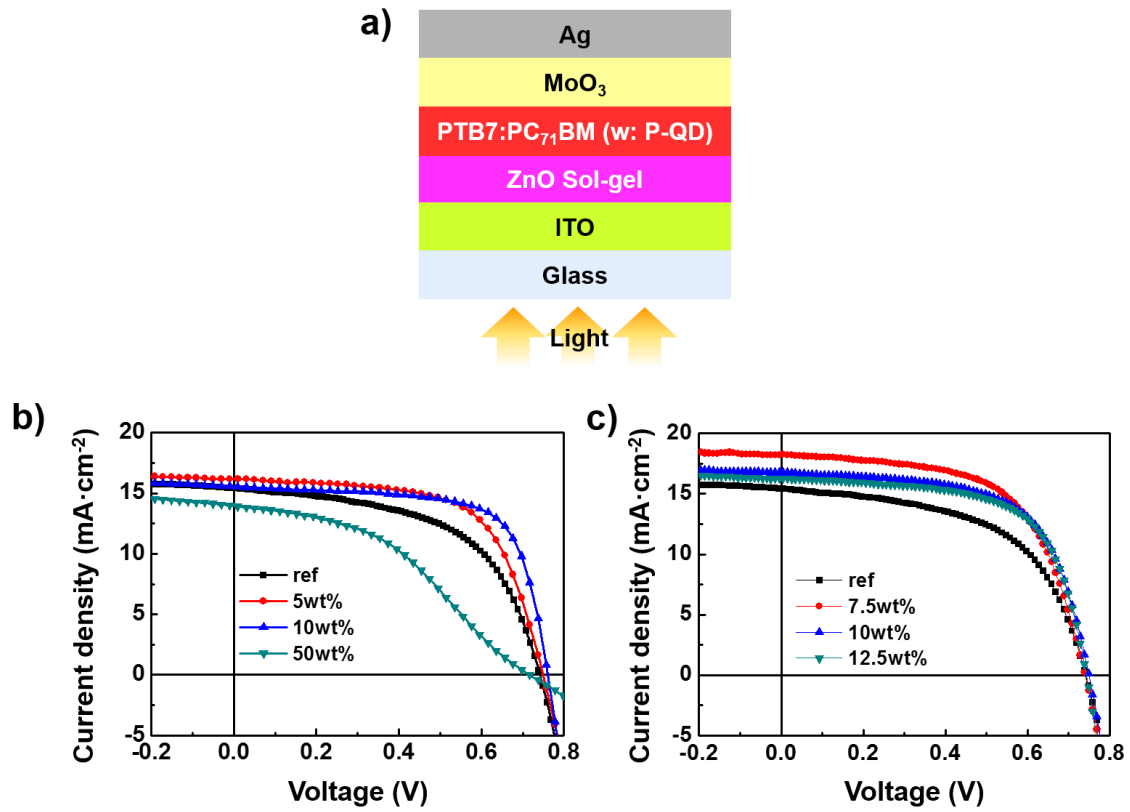 a)
Ag
MoO₃
PTB7:PC₇₁BM (w: P-QD)
ZnO Sol-gel
ITO
Glass
Light
b)
Current density (mA·cm⁻²)
20
15
10
5
0
-5
ref
5wt%
10wt%
50wt%
-0.2 0.0 0.2 0.4 0.6 0.8
Voltage (V)
c)
Current density (mA·cm⁻²)
20
15
10
5
0
-5
ref
7.5wt%
10wt%
12.5wt%
-0.2 0.0 0.2 0.4 0.6 0.8
Voltage (V)